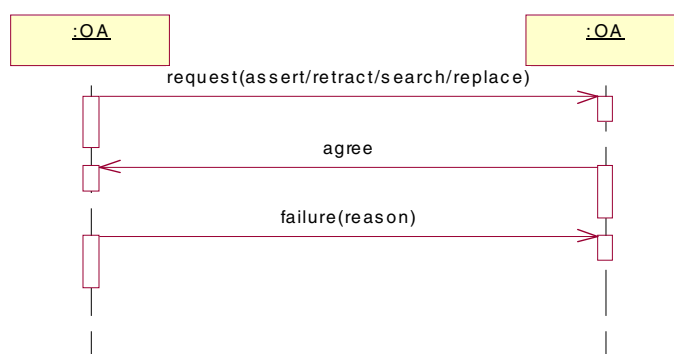 :OA
:OA
request(assert/retract/search/replace)
agree
failure(reason)